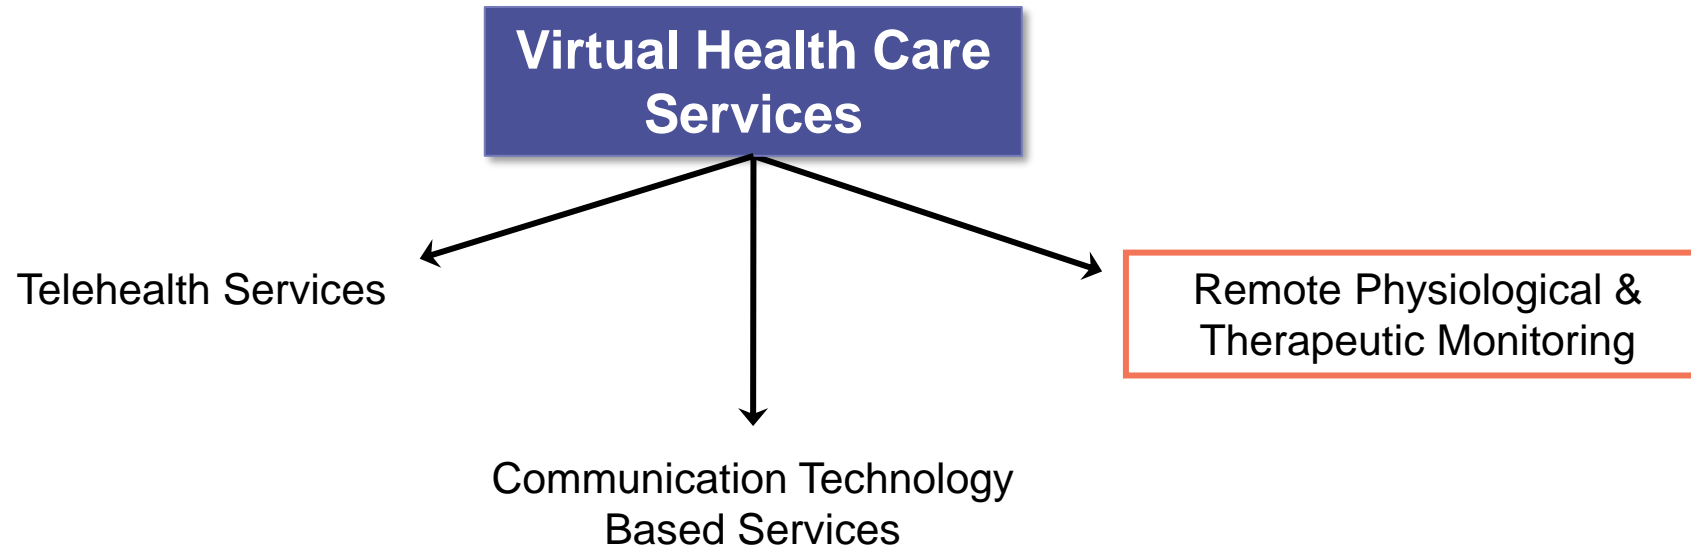 Virtual Health Care
Services
Telehealth Services
Remote Physiological &
Therapeutic Monitoring
Communication Technology
Based Services